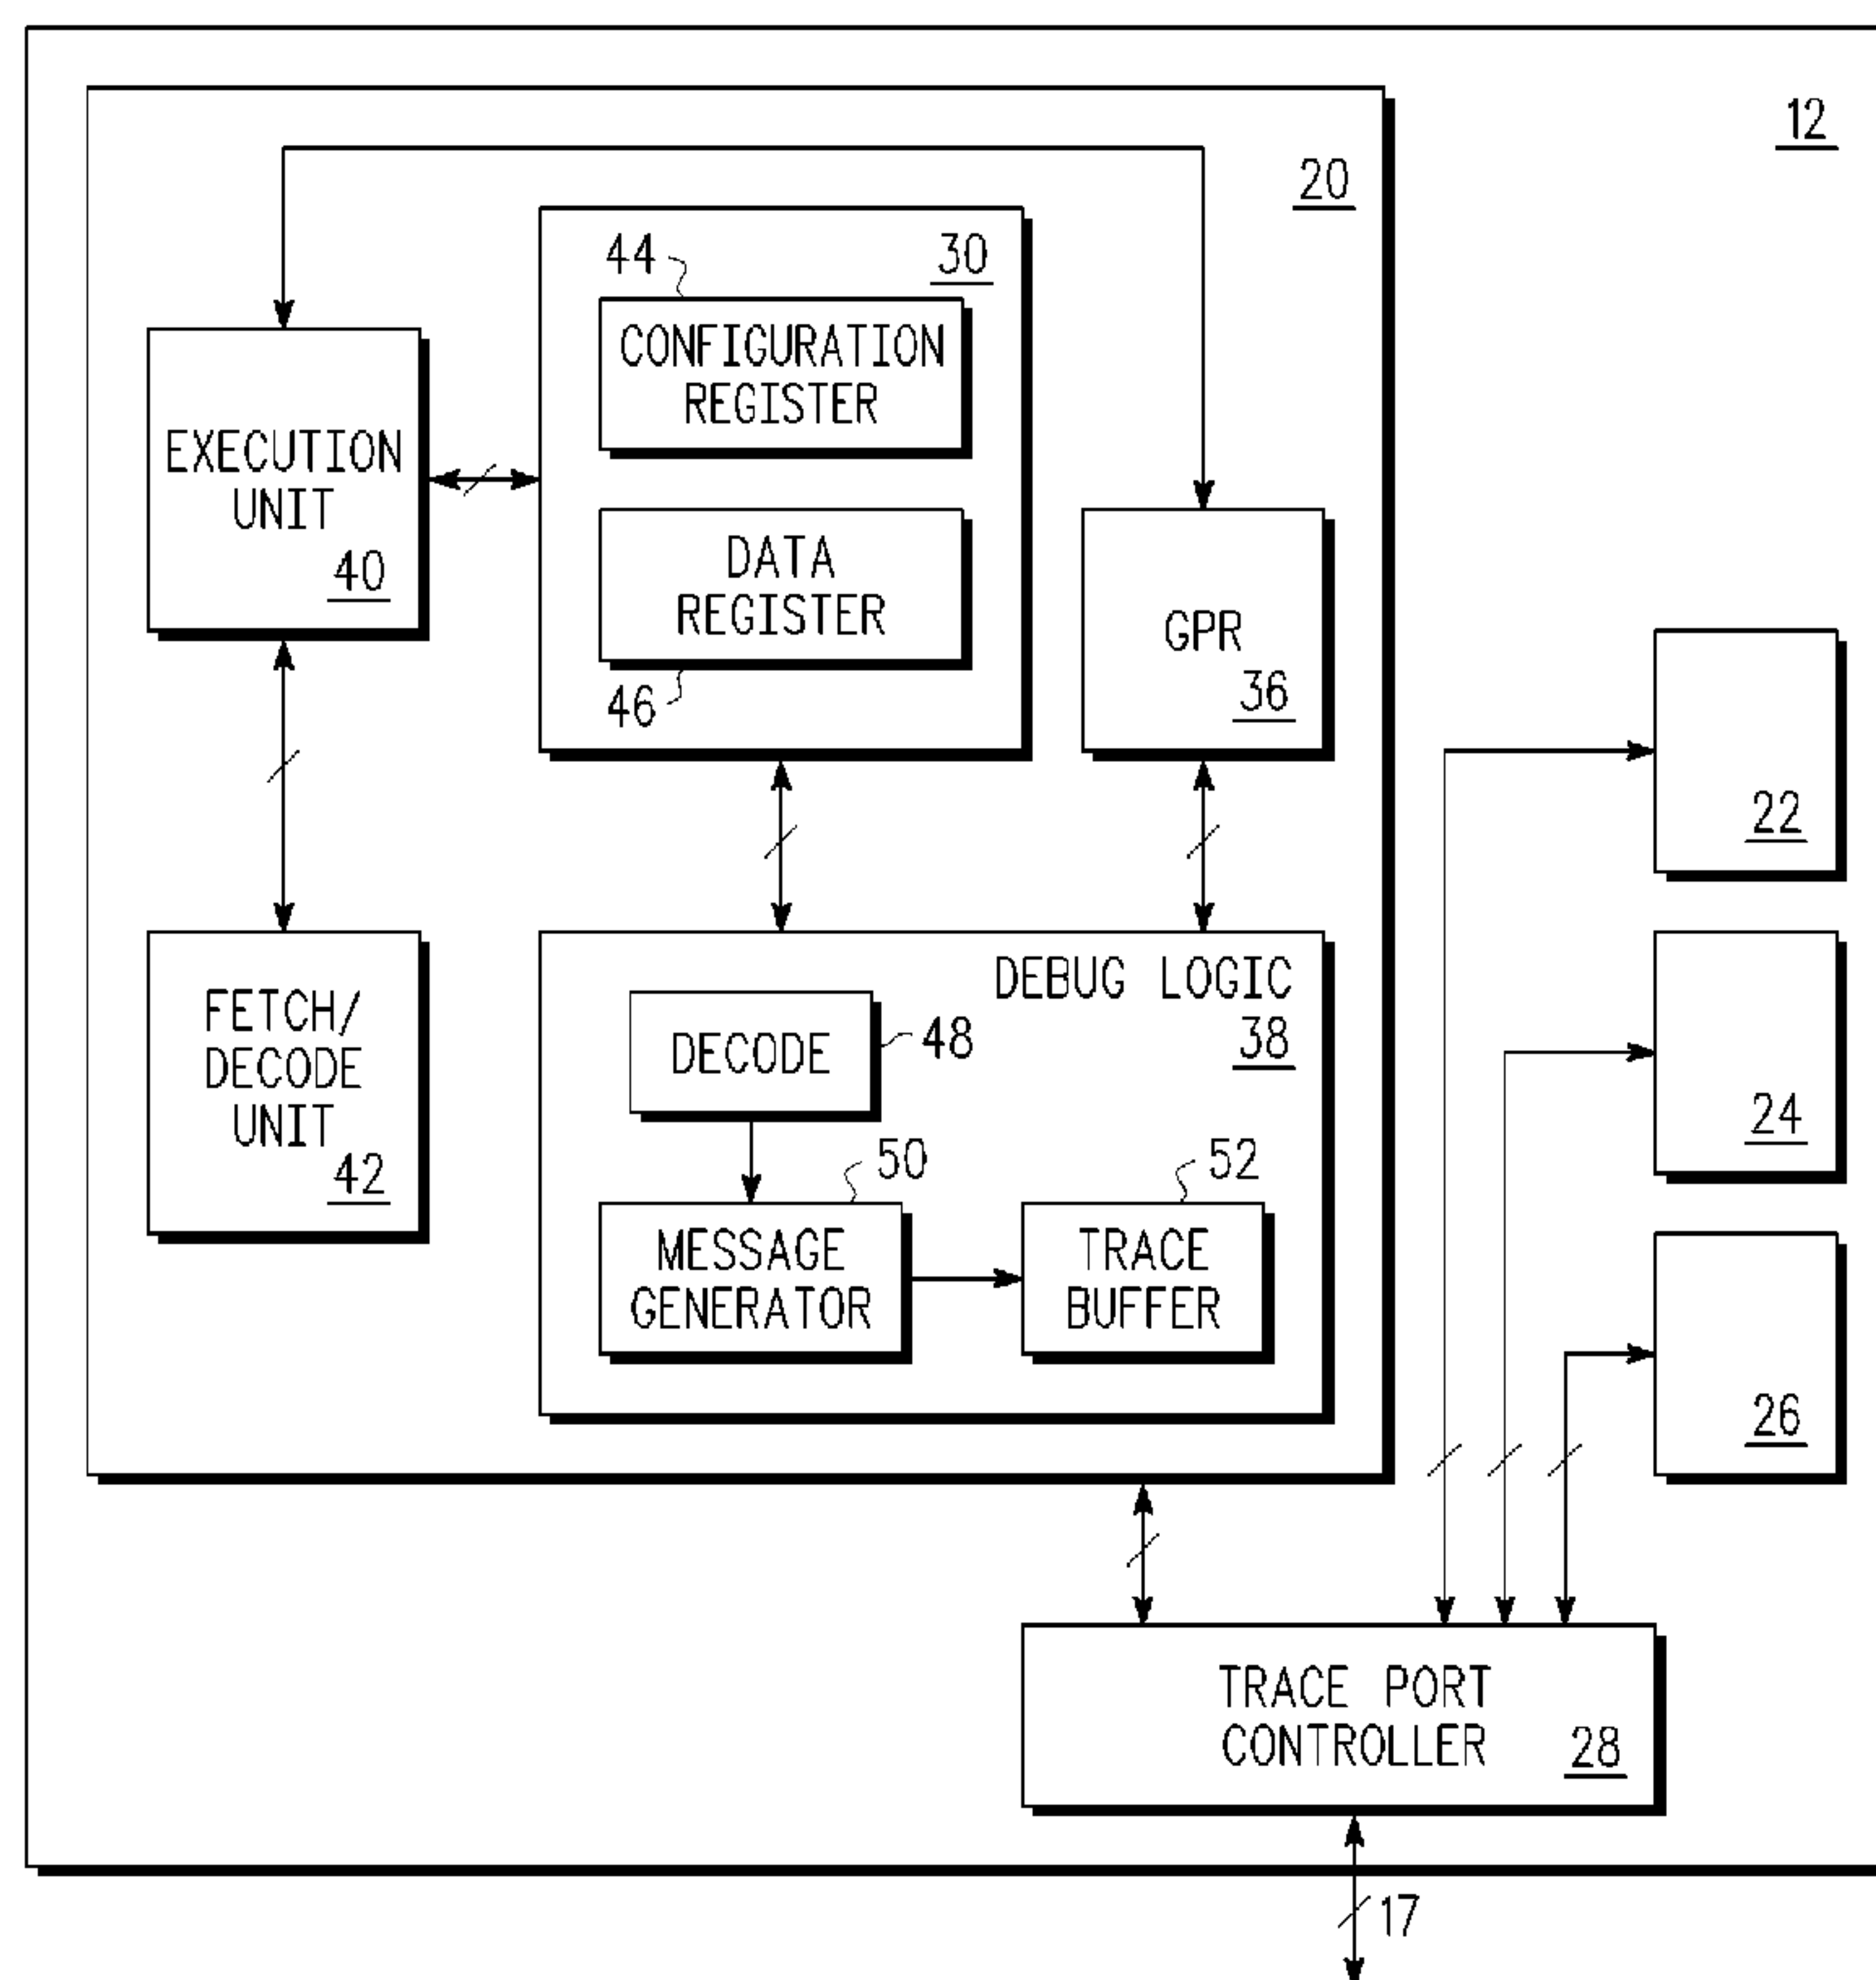 12
20
44
30
CONFIGURATION
REGISTER
EXECUTION
UNIT
40
DATA
REGISTER
46
GPR
36
22
FETCH/
DECODE
UNIT
42
DEBUG LOGIC
38
DECODE
48
50
52
MESSAGE
GENERATOR
TRACE
BUFFER
24
26
TRACE PORT
CONTROLLER
28
17